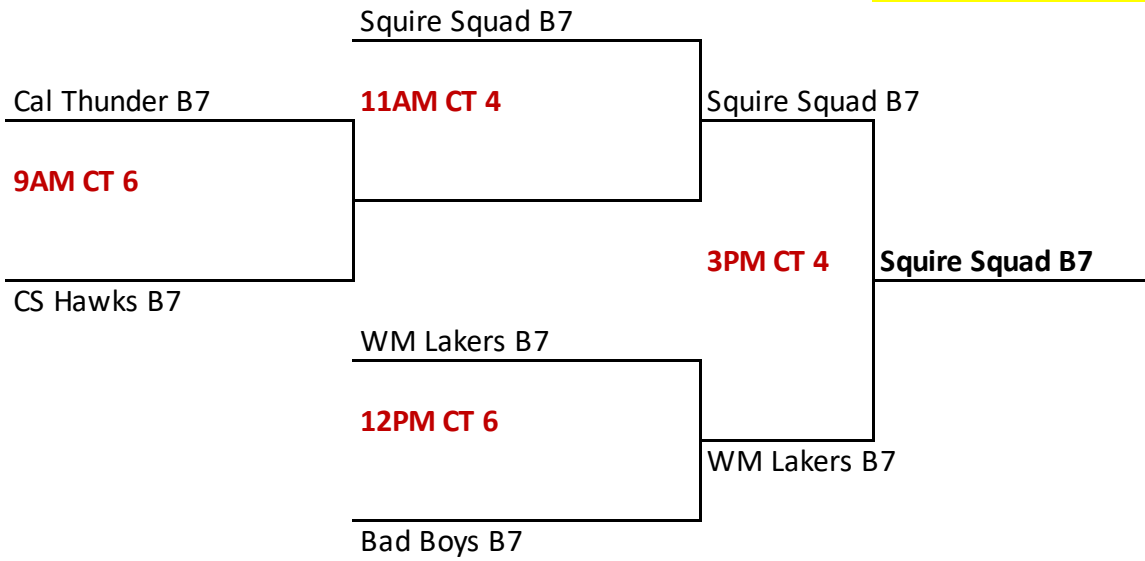 Squire Squad B7
Cal Thunder B7
11AM CT 4
Squire Squad B7
9AM CT 6
3PM CT 4
Squire Squad B7
CS Hawks B7
WM Lakers B7
12PM CT 6
WM Lakers B7
Bad Boys B7